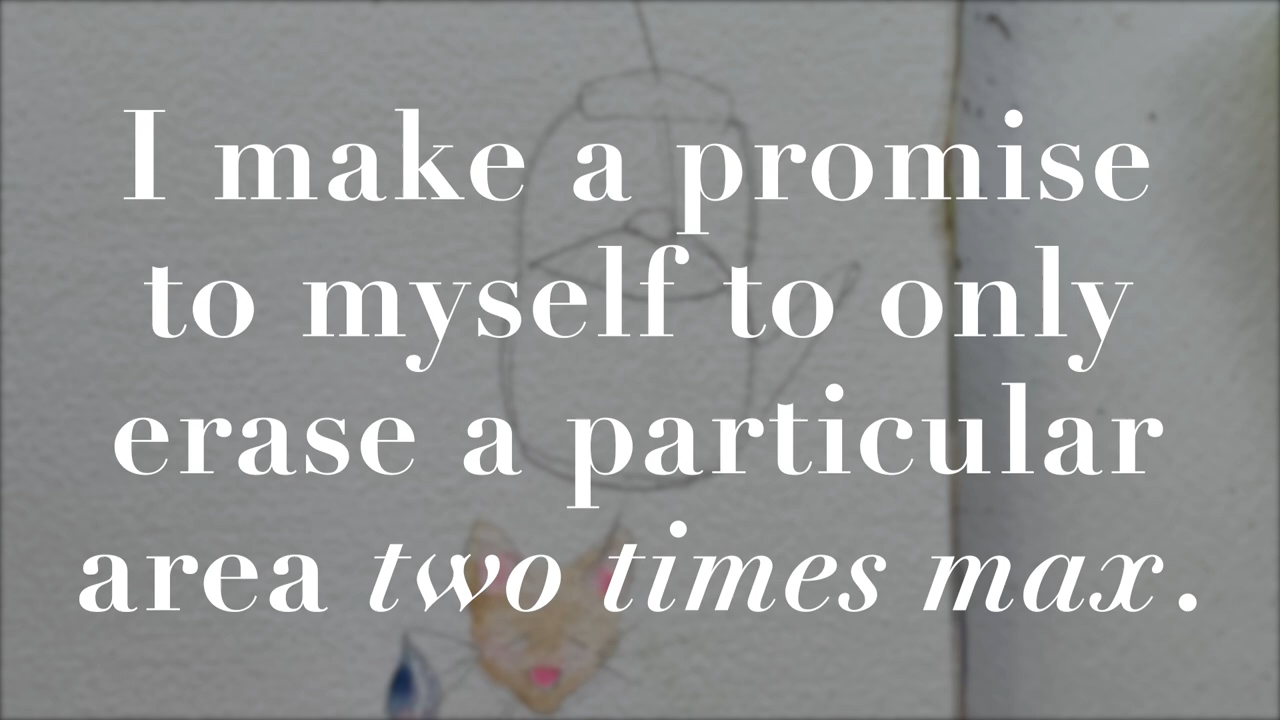 I make a promise
to myself to only
erase a particular
area two times max.